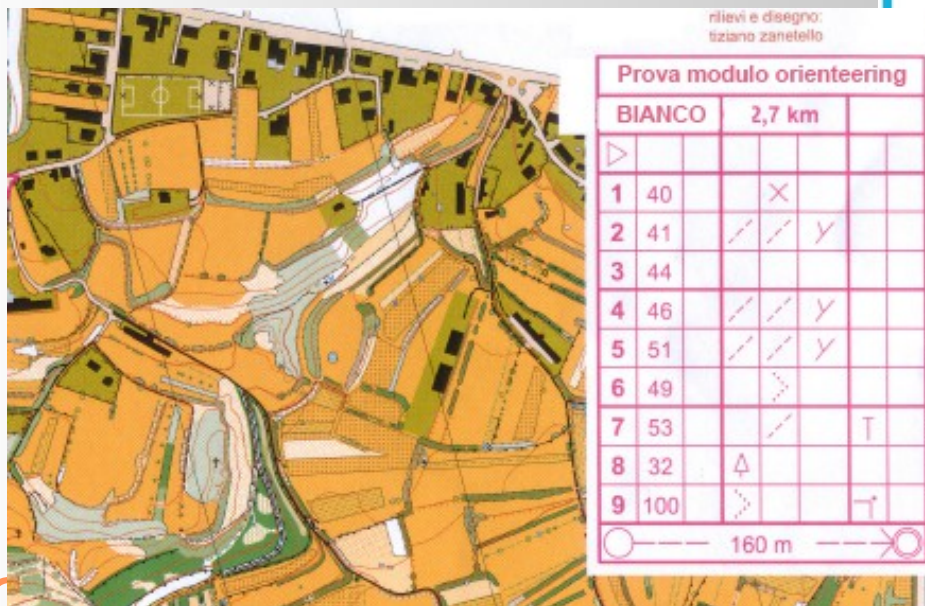 rilievi e disegno:
tiziano zanetello
Prova modulo orienteering
BIANCO 2,7 km
1 40
2 41
3 44
4 46
5 51
6 49
7 53
8 32
9 100
160 m